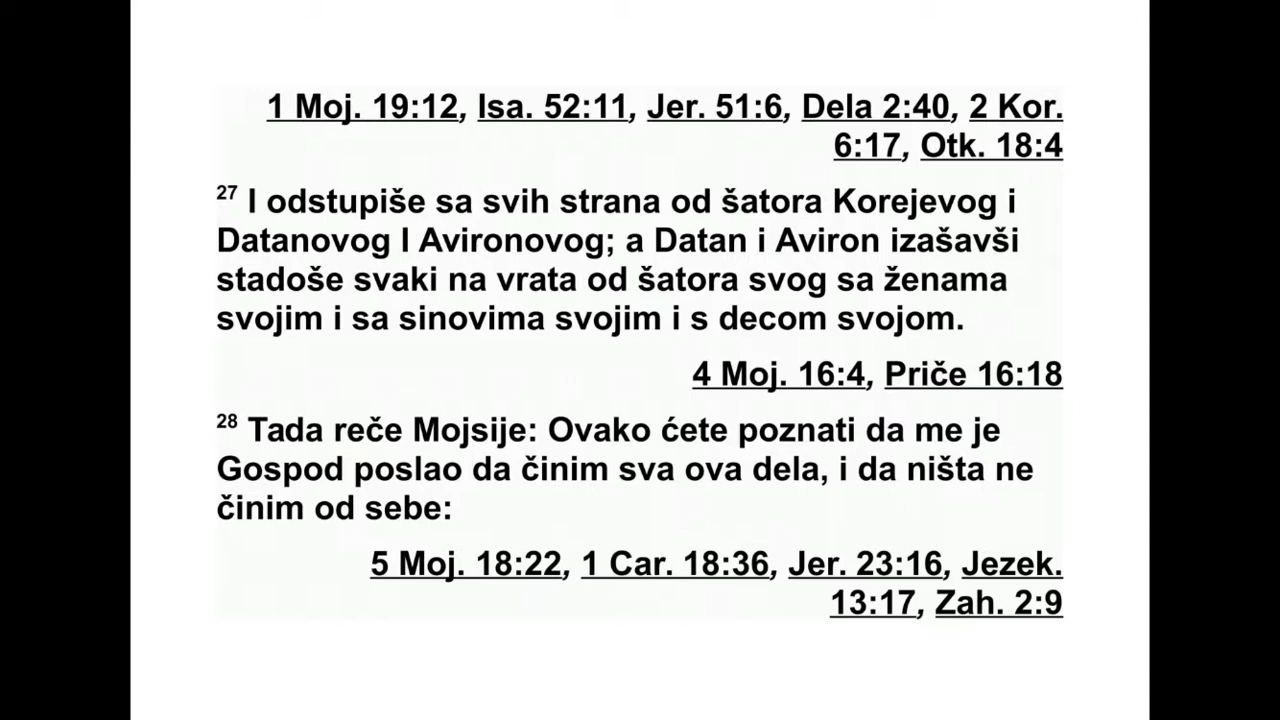 1 Moj. 19:12, Isa. 52:11, Jer. 51:6, Dela 2:40, 2 Kor.
6:17, Otk. 18:4
27 I odstupiše sa svih strana od šatora Korejevog i
Datanovog I Avironovog; a Datan i Aviron izašavši
stadoše svaki na vrata od šatora svog sa ženama
svojim i sa sinovima svojim i s decom svojom.
4 Moj. 16:4, Priče 16:18
28 Tada reče Mojsije: Ovako ćete poznati da me je
Gospod poslao da činim sva ova dela, i da ništa ne
činim od sebe:
5 Moj. 18:22, 1 Car. 18:36, Jer. 23:16, Jezek.
13:17, Zah. 2:9